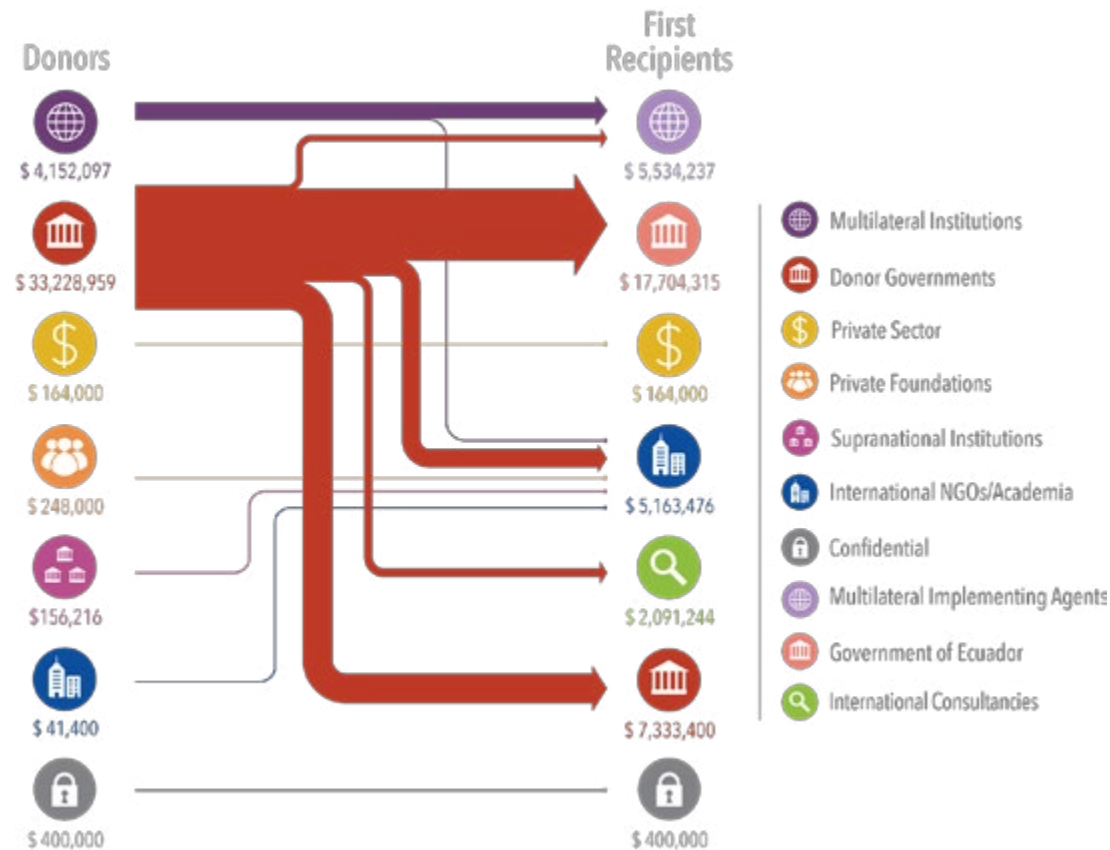 Donors
$ 4,152,097
$ 33,228,959
$ 164,000
$ 248,000
$156,216
$ 41,400
$ 400,000
First
Recipients
$ 5,534,237
$ 17,704,315
$ 164,000
$ 5,163,476
$ 2,091,244
$ 7,333,400
$ 400,000
Multilateral Institutions
Donor Governments
Private Sector
Private Foundations
Supranational Institutions
International NGOs/Academia
Confidential
Multilateral Implementing Agents
Government of Ecuador
International Consultancies